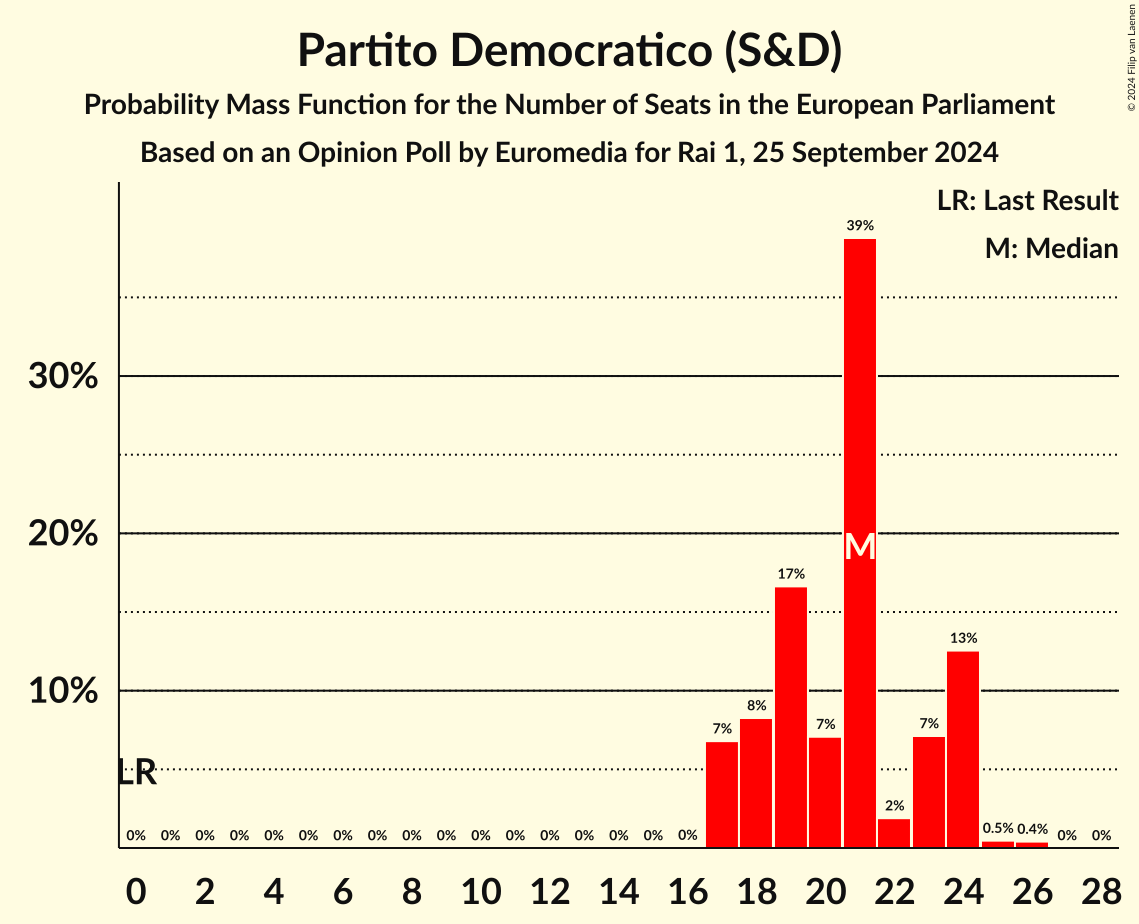 Partito Democratico (S&D)
Probability Mass Function for the Number of Seats in the European Parliament
Based on an Opinion Poll by Euromedia for Rai 1, 25 September 2024
© 2024 Filip van Laenen
LR: Last Result
M: Median
39%
30%
20%
M
17%
13%
10%
8%
7%
7%
7%
LR
2%
0% 0% 0% 0% 0% 0% 0% 0% 0% 0% 0% 0% 0% 0% 0% 0% 0% 0.5% 0.4% 0% 0%
0 2 4 6 8 10 12 14 16 18 20 22 24 26 28